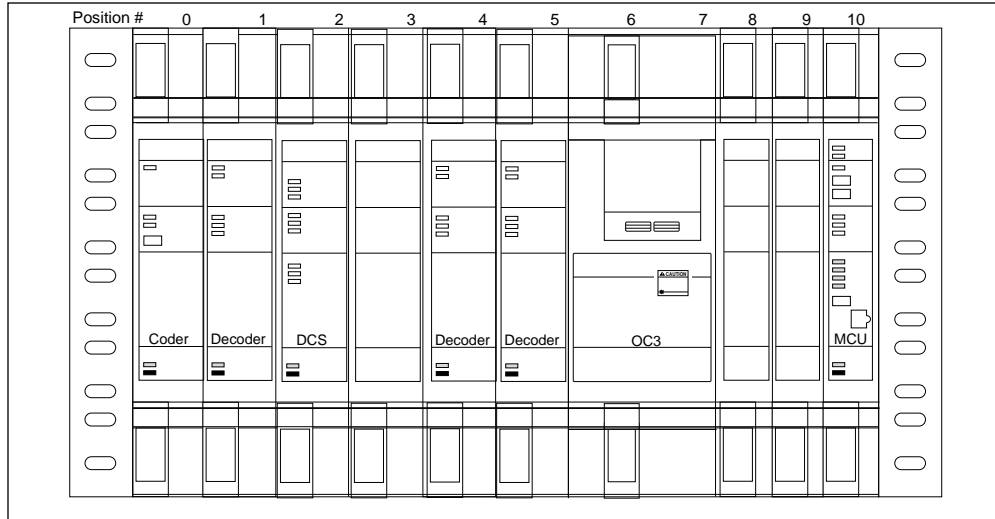 Position # 0 1 2 3 4 5 6 7 8 9 10
CAUTION
Coder Decoder DCS Decoder Decoder OC3 MCU